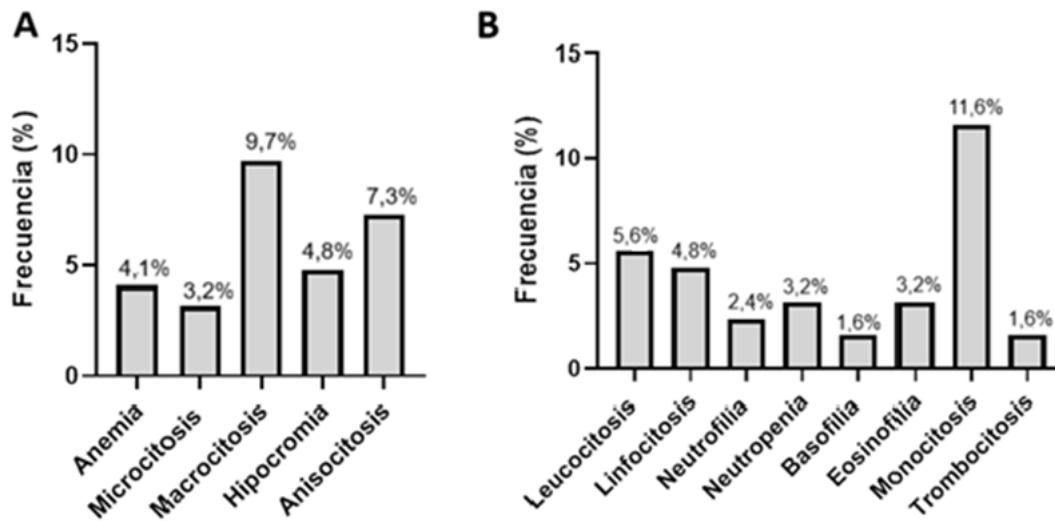 A
Frecuencia (%)
15
10
5
0
4,1%
3,2%
9,7%
4,8%
7,3%
Anemia
Microcitosis
Macrocitosis
Hipocromia
Anisocitosis
B
Frecuencia (%)
15
10
5
0
5,6%
4,8%
2,4%
3,2%
1,6%
3,2%
11,6%
1,6%
Leucocitosis
Linfocitosis
Neutrofilia
Neutropenia
Basofilia
Eosinofilia
Monocitosis
Trombocitosis